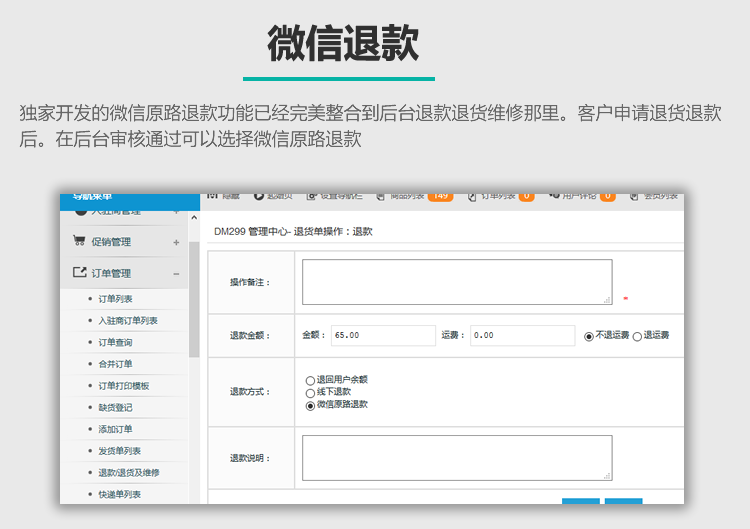 微信退款
独家开发的微信原路退款功能已经完美整合到后台退款退货维修那里。客户申请退货退款
后。在后台审核通过可以选择微信原路退款
导航菜单 隐藏 起始页 设置导航栏 商品列表 149 订单列表 0 用户评论 0 会员列表
入驻商管理 +
DM299 管理中心- 退货单操作：退款
促销管理 +
订单管理 −
操作备注：
订单列表
入驻商订单列表
退款金额： 金额： 65.00 运费： 0.00 不退运费 退运费
订单查询
合并订单
退款方式： 退回用户余额
线下退款
微信原路退款
订单打印模板
缺货登记
添加订单
发货单列表
退款说明：
退款/退货及维修
快递单列表